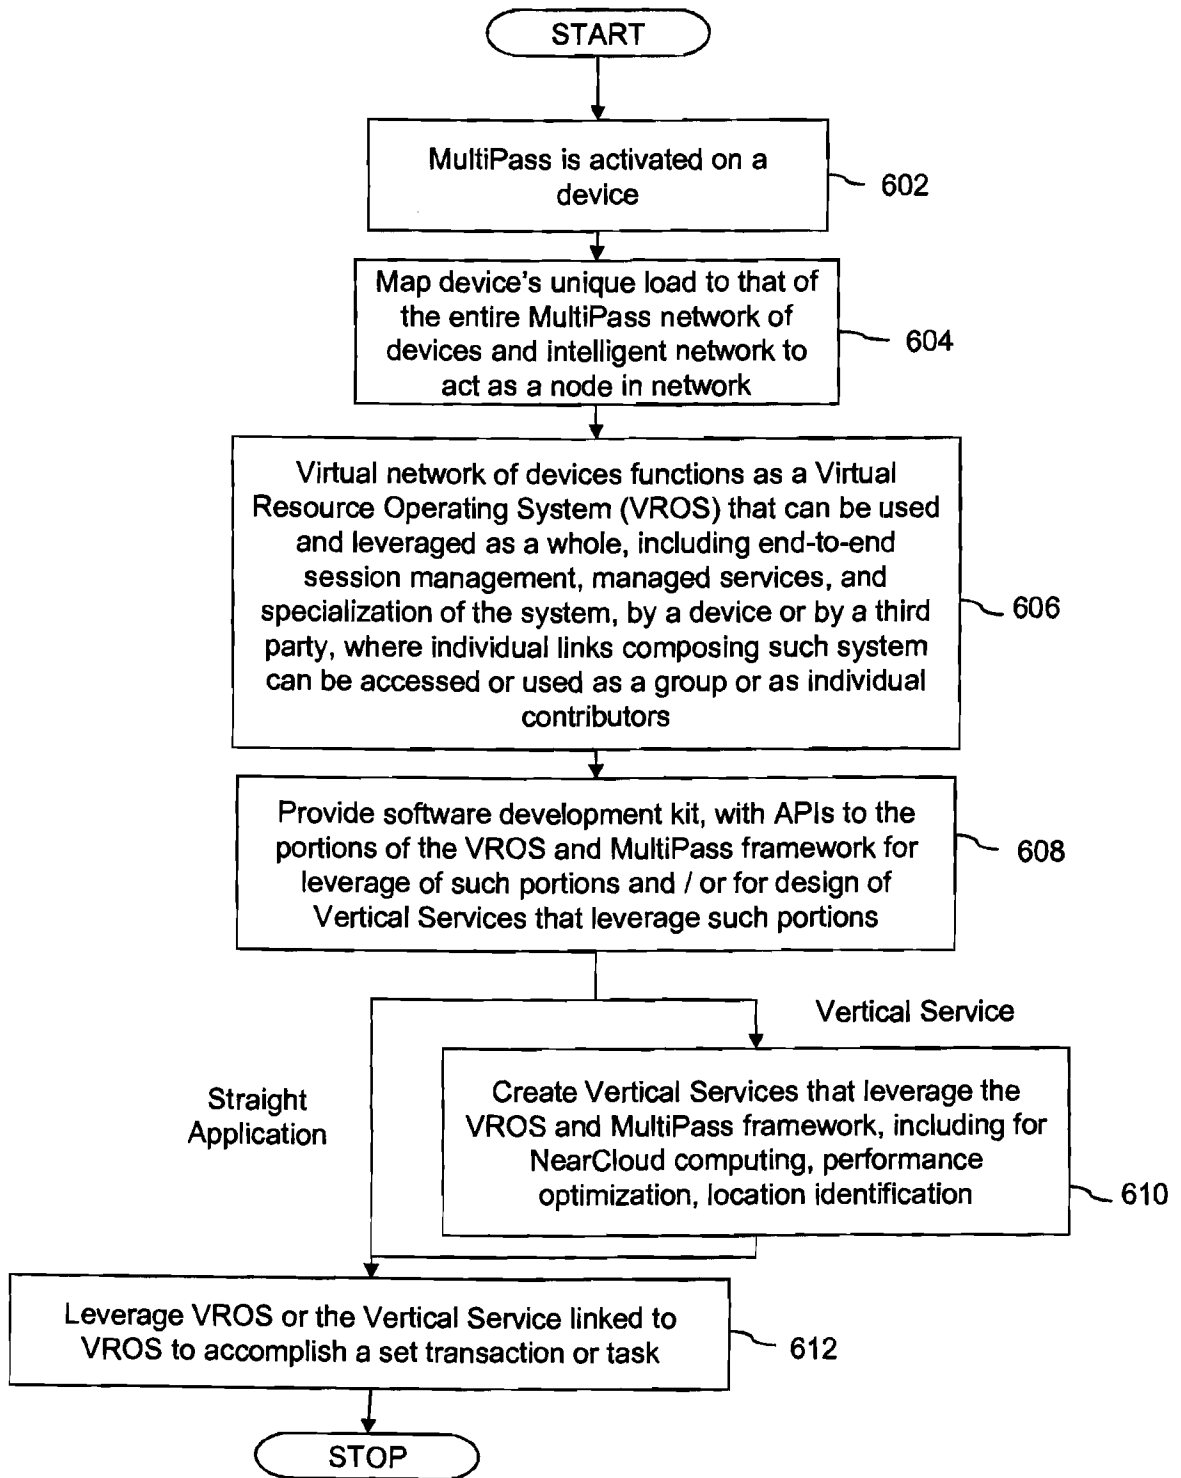 START
MultiPass is activated on a
device
602
Map device's unique load to that of
the entire MultiPass network of
devices and intelligent network to
act as a node in network
604
Virtual network of devices functions as a Virtual
Resource Operating System (VROS) that can be used
and leveraged as a whole, including end-to-end
session management, managed services, and
specialization of the system, by a device or by a third
party, where individual links composing such system
can be accessed or used as a group or as individual
contributors
606
Provide software development kit, with APIs to the
portions of the VROS and MultiPass framework for
leverage of such portions and / or for design of
Vertical Services that leverage such portions
608
Vertical Service
Straight
Application
Create Vertical Services that leverage the
VROS and MultiPass framework, including for
NearCloud computing, performance
optimization, location identification
610
Leverage VROS or the Vertical Service linked to
VROS to accomplish a set transaction or task
612
STOP